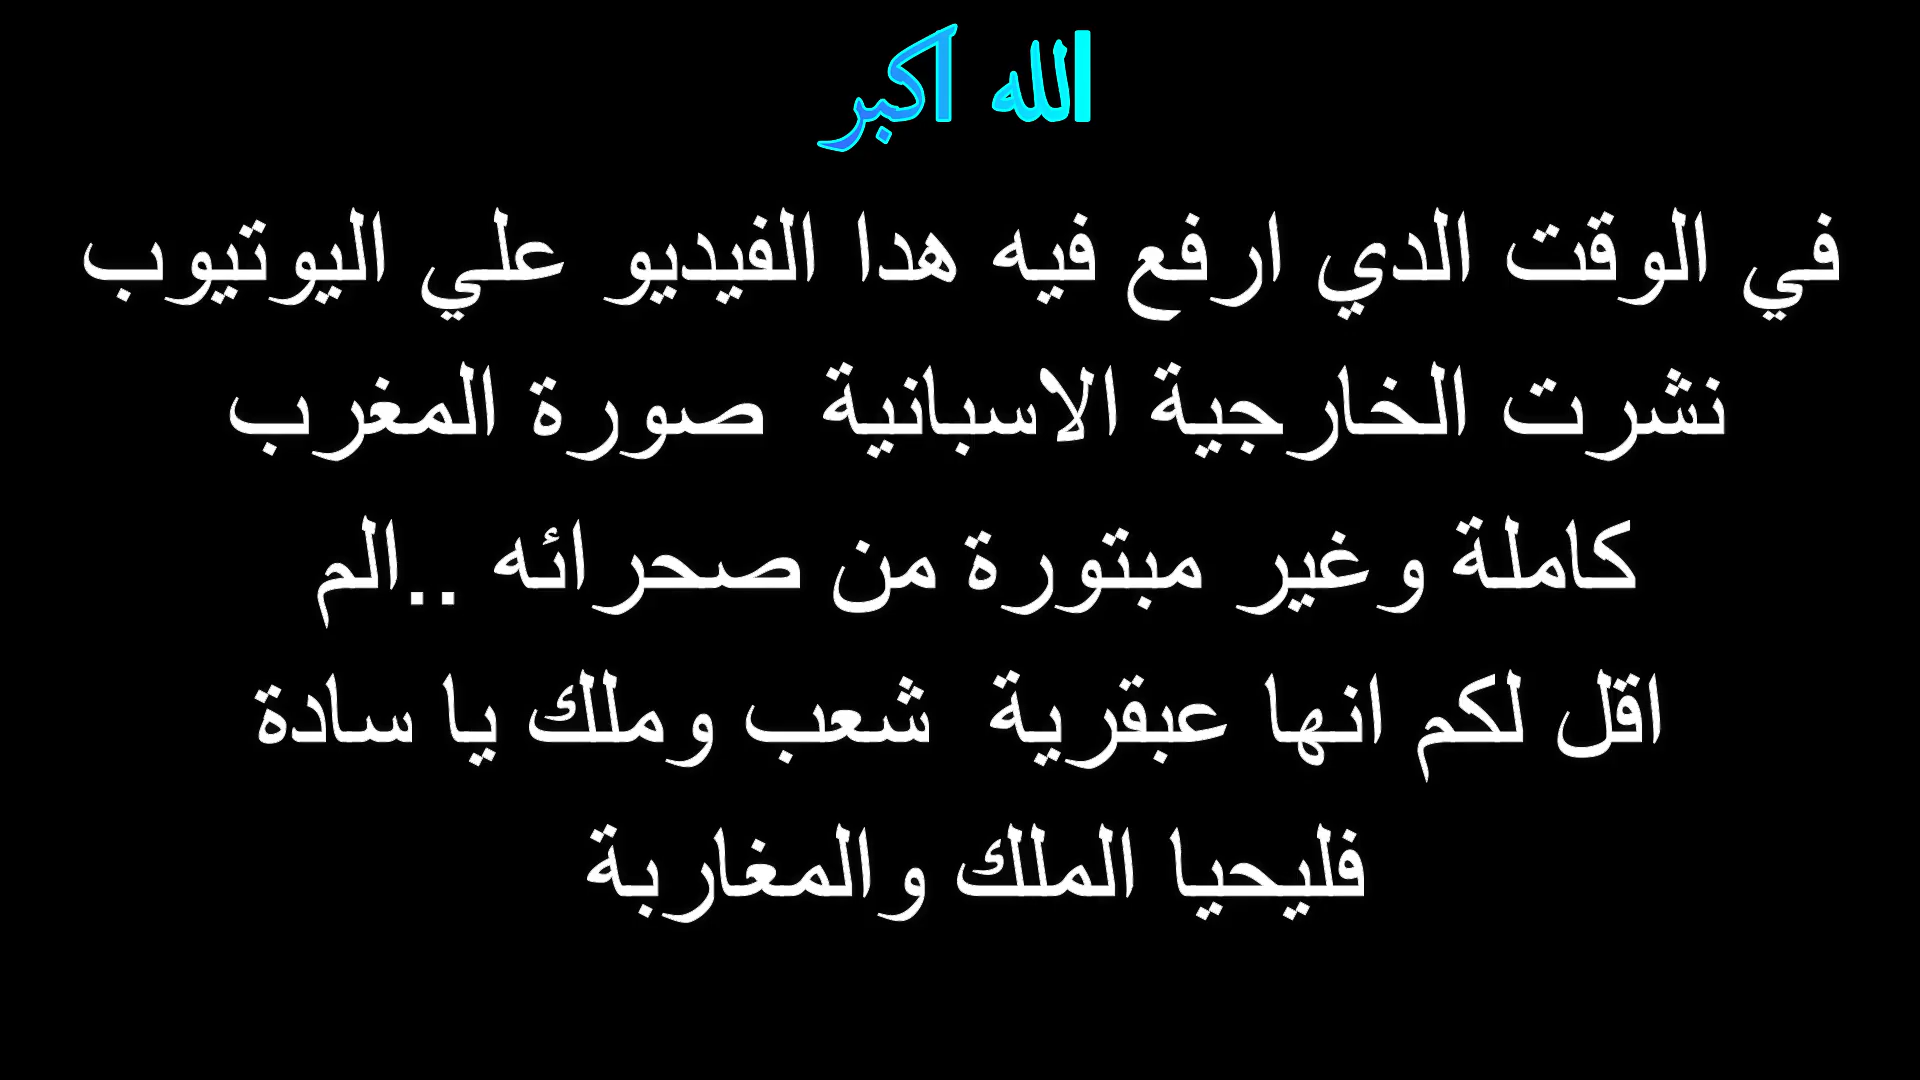 الله اكبر
في الوقت الدي ارفع فيه هدا الفيديو علي اليوتيوب
نشرت الخارجية الاسبانية صورة المغرب
كاملة وغير مبتورة من صحرائه ..الم
اقل لكم انها عبقرية شعب وملك يا سادة
فليحيا الملك والمغاربة